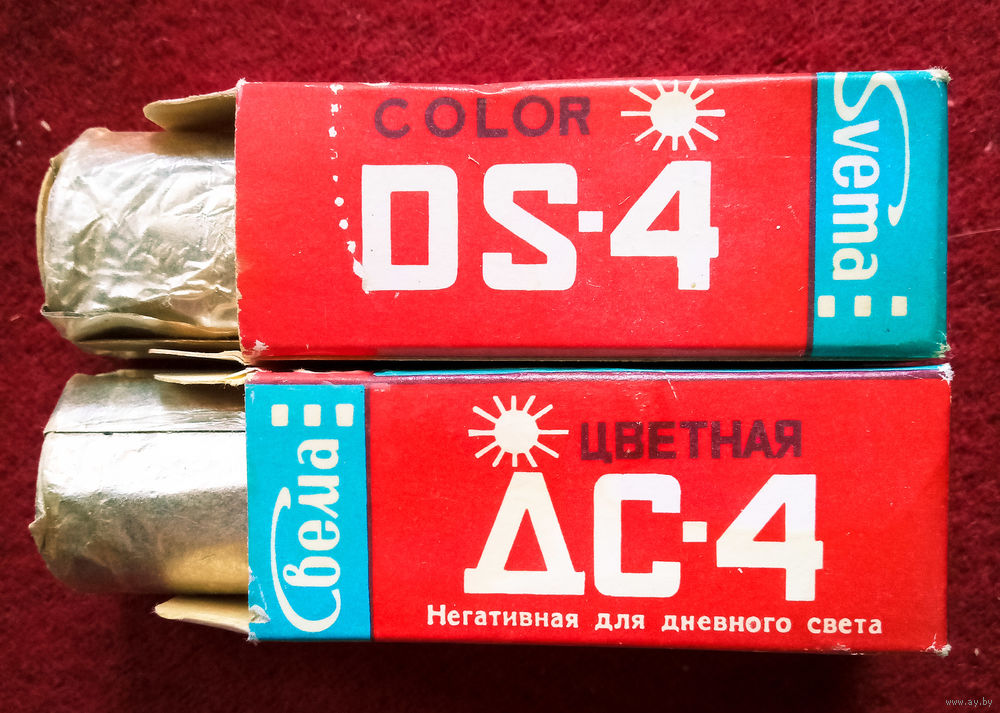 COLOR
DS-4
Svema
Свема
ЦВЕТНАЯ
ДС-4
Негативная для дневного света
www.ay.by